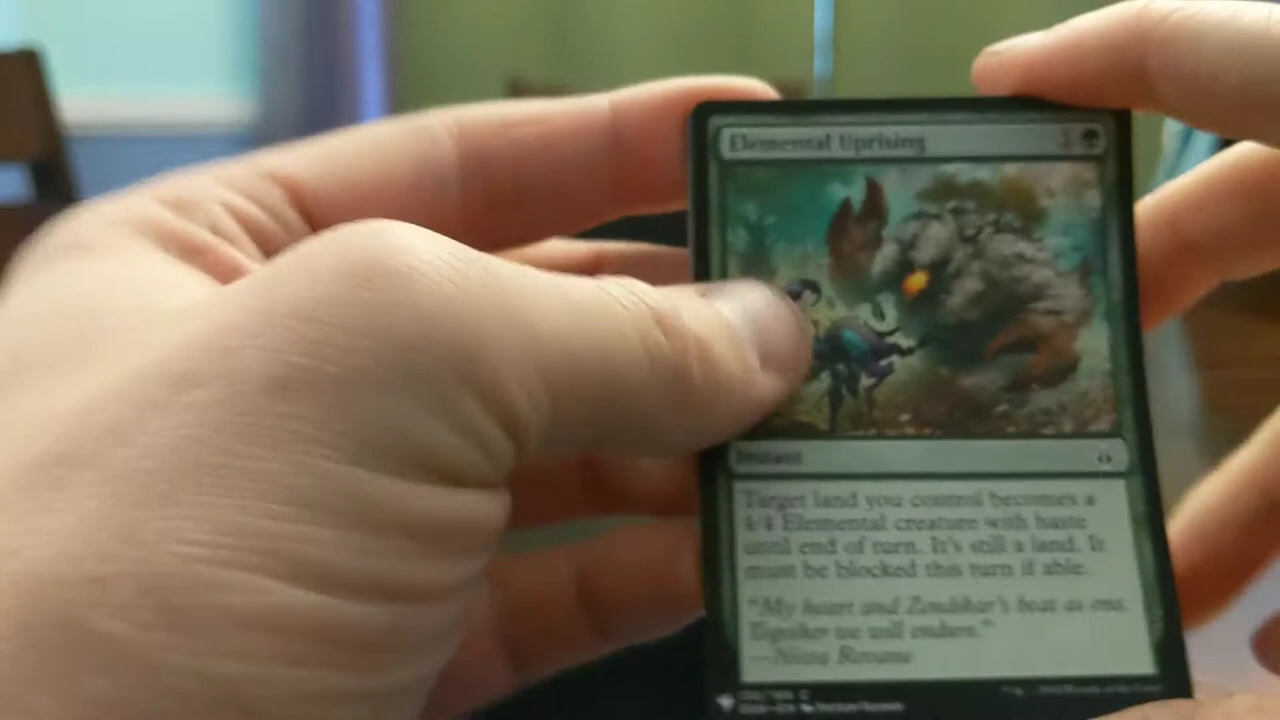 Elemental Uprising 1
Instant
Target land you control becomes a
4/4 Elemental creature with haste
until end of turn. It's still a land. It
must be blocked this turn if able.
"My heart and Zendikar's beat as one.
Together we will endure."
—Nissa Revane